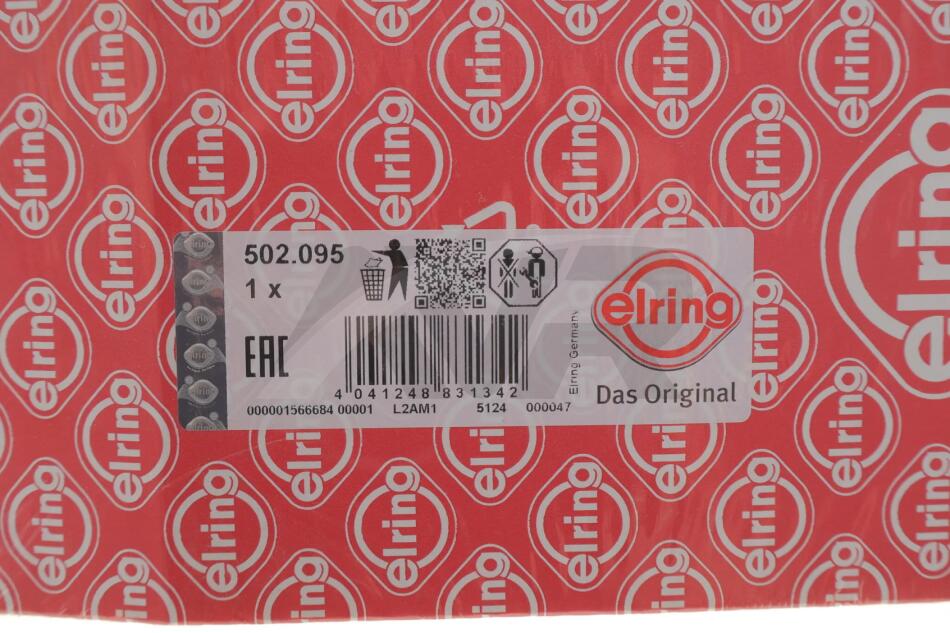 502.095
1 x
EAC
4 041248 831342
000001566684 00001 L2AM1 5124 000047
Elring Germany
elring
Das Original